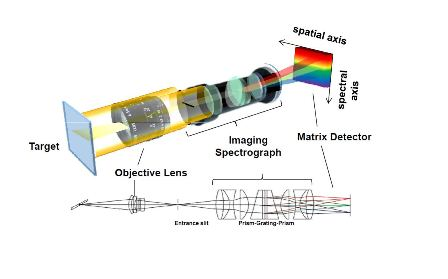 spatial axis
spectral
axis
Target
Imaging
Spectrograph
Matrix Detector
Objective Lens
Entrance slit
Prism-Grating-Prism